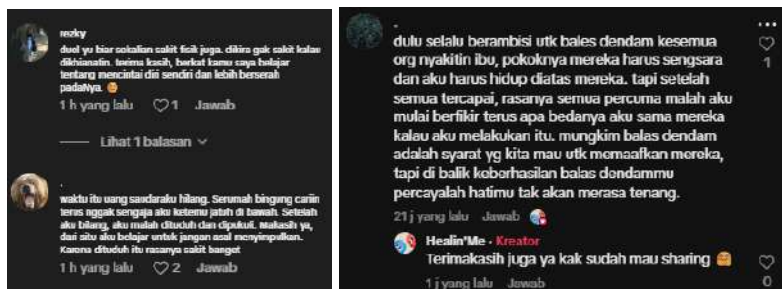 rezky
duel yu biar sekalian sakit fisik juga. dikira gak sakit kalau
dikhianatin. terima kasih, berkat kamu saya belajar
tentang mencintai diri sendiri dan lebih berserah
padaNya. 😊
1 h yang lalu ♡ 1 Jawab
Lihat 1 balasan
.
waktu itu uang saudaraku hilang. Serumah bingung cariin
terus nggak sengaja aku ketemu jatuh di bawah. Setelah
aku bilang, aku malah dituduh dan dipukul. Makasih ya,
dari situ aku belajar untuk jangan asal menyimpulkan.
Karena dituduh itu rasanya sakit banget
1 h yang lalu ♡ 2 Jawab
.
dulu selalu berambisi utk bales dendam kesemua
org nyakitin ibu, pokoknya mereka harus sengsara
dan aku harus hidup diatas mereka. tapi setelah
semua tercapai, rasanya semua percuma malah aku
mulai berfikir terus apa bedanya aku sama mereka
kalau aku melakukan itu. mungkim balas dendam
adalah syarat yg kita mau utk memaafkan mereka,
tapi di balik keberhasilan balas dendammu
percayalah hatimu tak akan merasa tenang.
21 j yang lalu Jawab
1
Healin'Me · Kreator
Terimakasih juga ya kak sudah mau sharing 🤗
1 j yang lalu Jawab
0